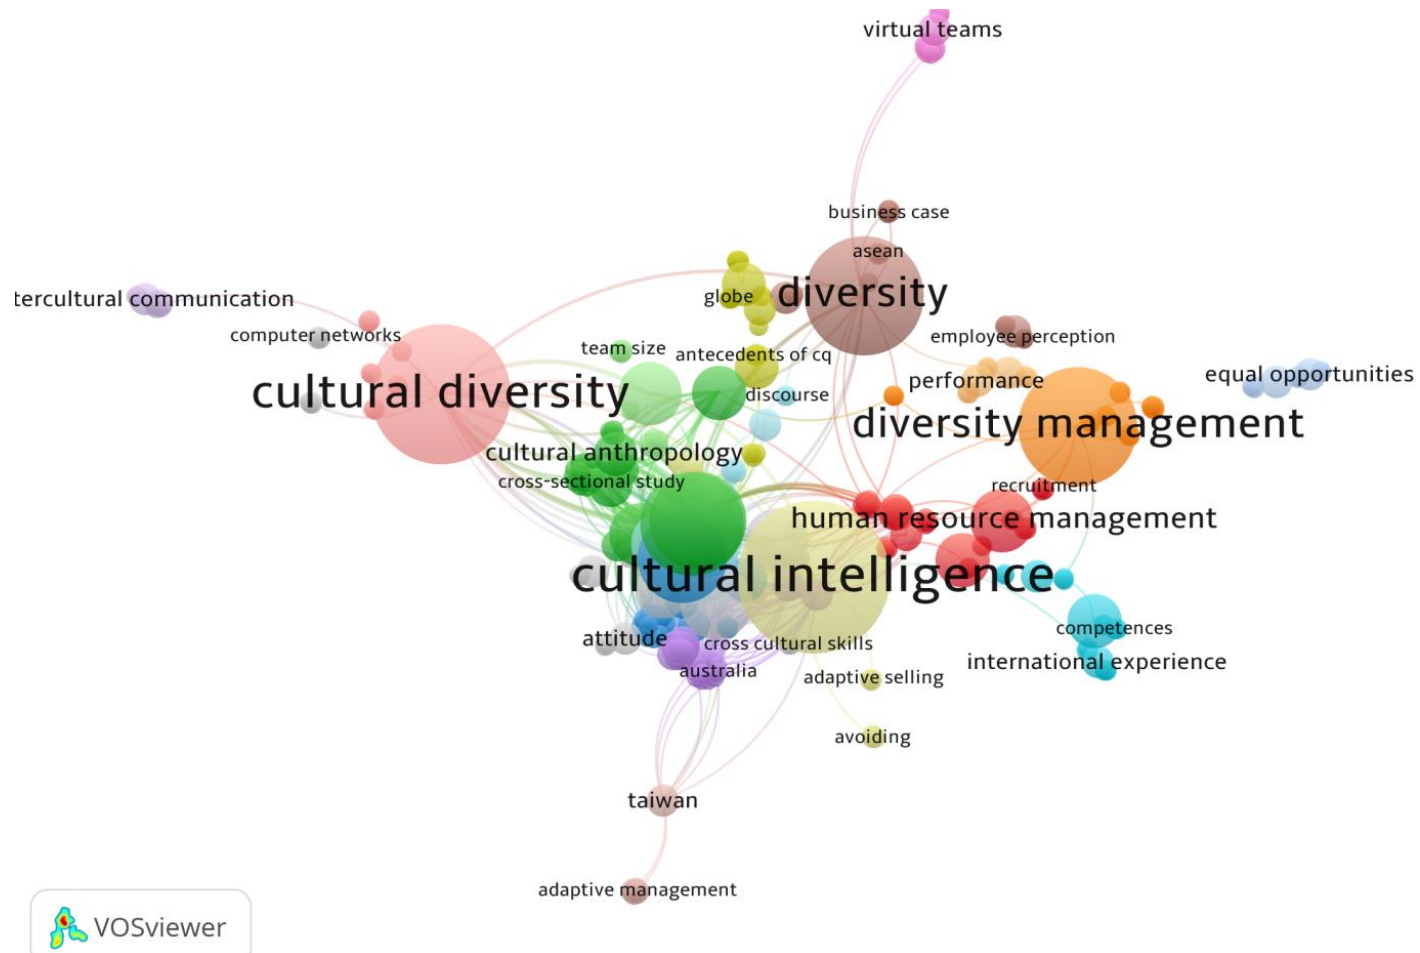 virtual teams
business case
asean
diversity
globe
tercultural communication
computer networks
team size
antecedents of cq
employee perception
cultural diversity
discourse
performance
equal opportunities
diversity management
cultural anthropology
cross-sectional study
recruitment
human resource management
cultural intelligence
attitude
cross cultural skills
competences
australia
adaptive selling
international experience
avoiding
taiwan
adaptive management
VOSviewer